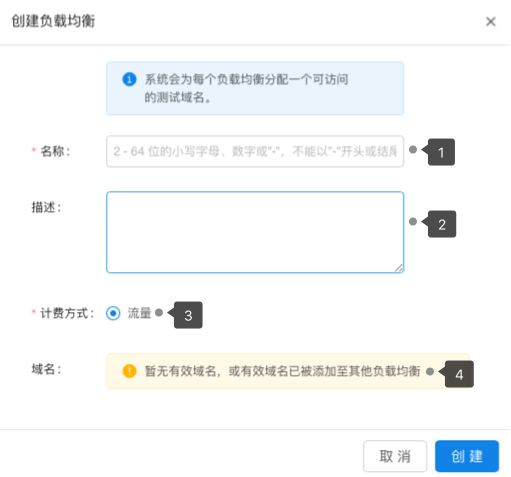 创建负载均衡 ×
系统会为每个负载均衡分配一个可访问
的测试域名。
* 名称： 2 - 64 位的小写字母、数字或"-"，不能以"-"开头或结尾 1
描述： 2
* 计费方式： 流量 3
域名： 暂无有效域名，或有效域名已被添加至其他负载均衡 4
取 消 创 建